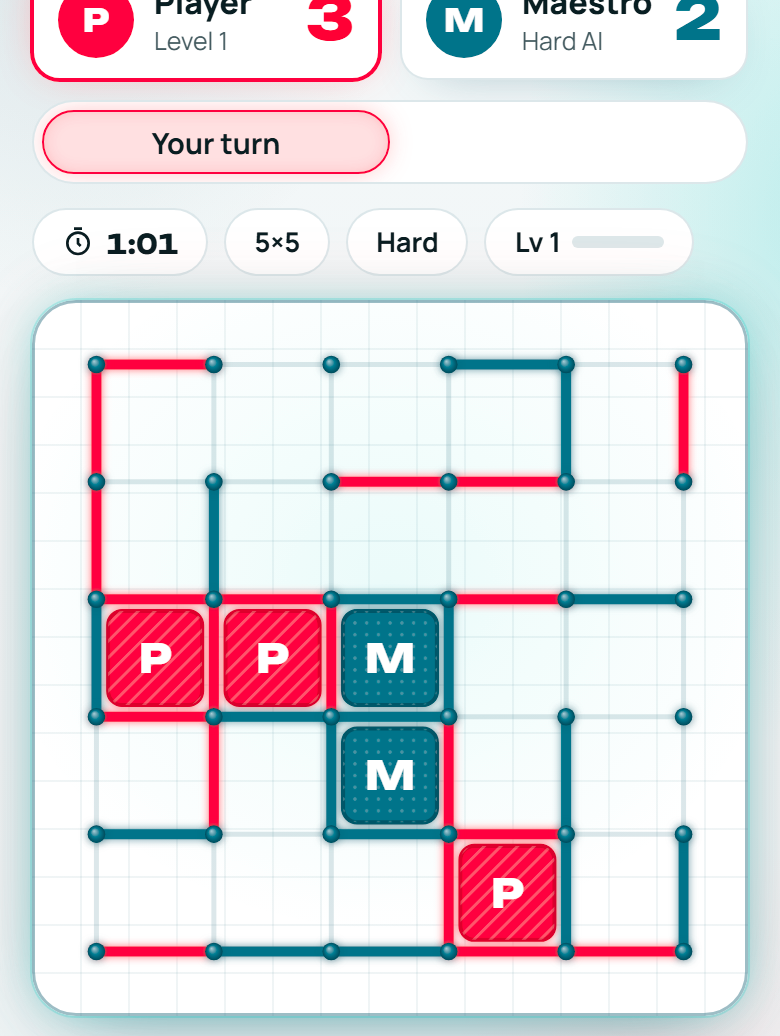 P Player 3
Level 1
M Maestro 2
Hard AI
Your turn
1:01 5×5 Hard Lv 1
P P M
M
P